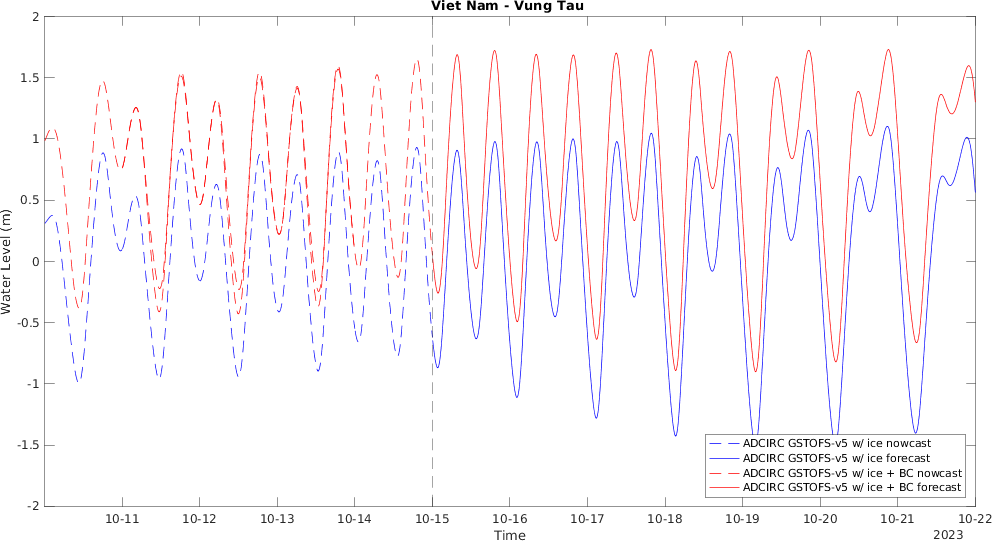 Viet Nam - Vung Tau
2
1.5
1
0.5
0
-0.5
-1
-1.5
-2
Water Level (m)
ADCIRC GSTOFS-v5 w/ ice nowcast
ADCIRC GSTOFS-v5 w/ ice forecast
ADCIRC GSTOFS-v5 w/ ice + BC nowcast
ADCIRC GSTOFS-v5 w/ ice + BC forecast
10-11 10-12 10-13 10-14 10-15 10-16 10-17 10-18 10-19 10-20 10-21 10-22
Time
2023